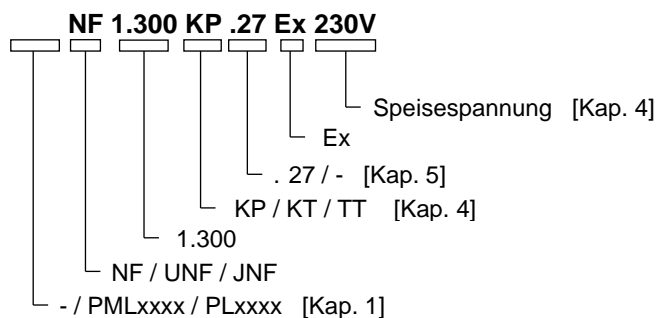 NF 1.300 KP .27 Ex 230V
Speisespannung [Kap. 4]
Ex
. 27 / - [Kap. 5]
KP / KT / TT [Kap. 4]
1.300
NF / UNF / JNF
- / PMLxxxx / PLxxxx [Kap. 1]